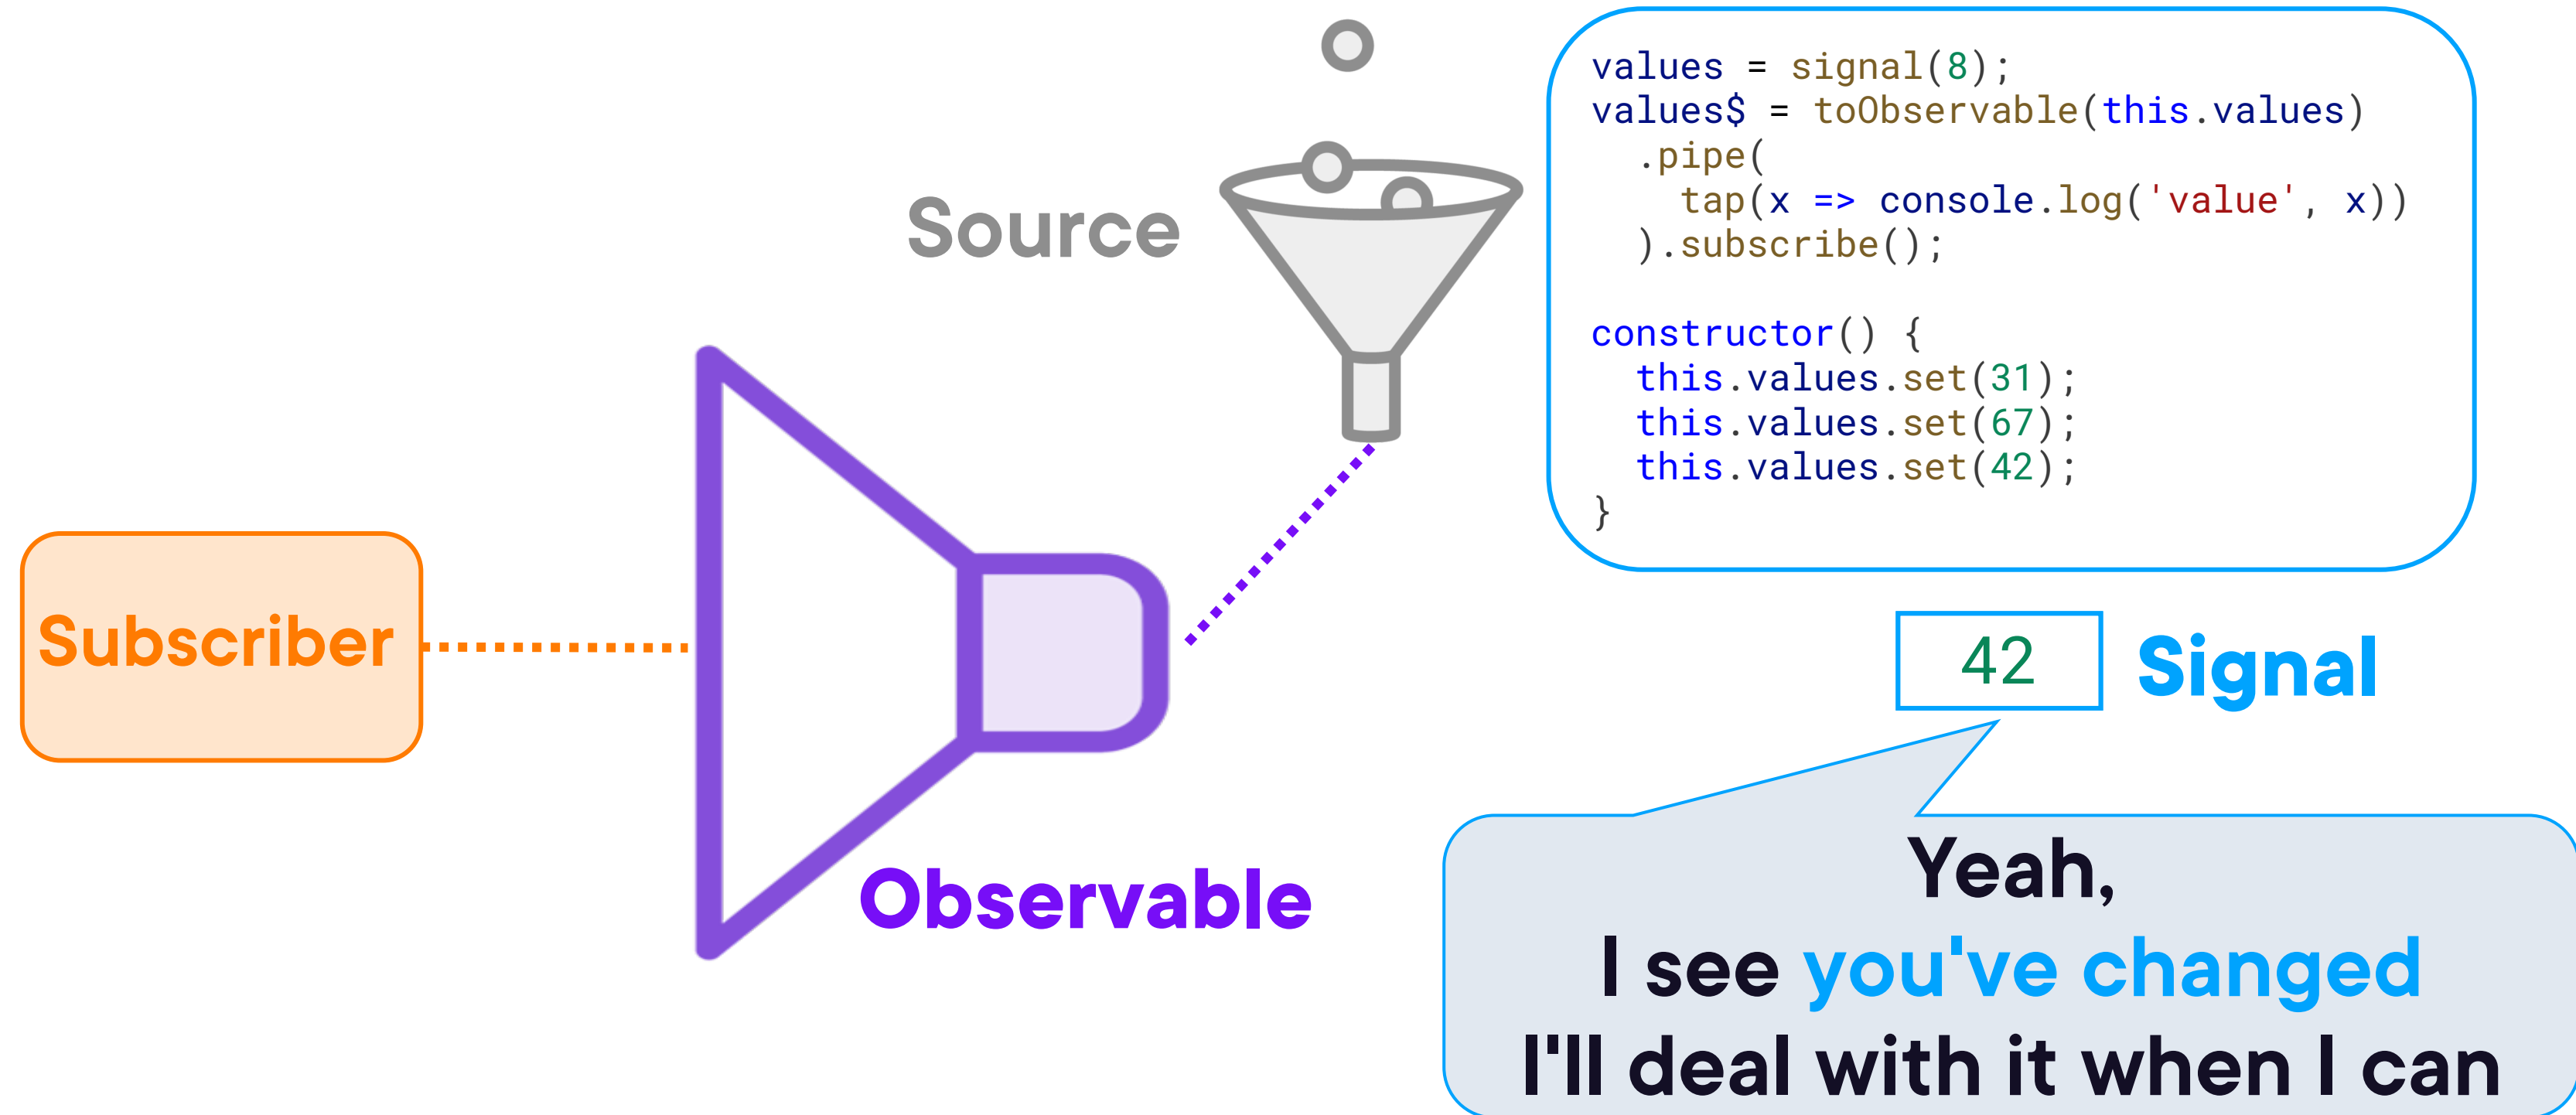 values = signal(8);
values$ = toObservable(this.values)
  .pipe(
    tap(x => console.log('value', x))
  ).subscribe();

constructor() {
  this.values.set(31);
  this.values.set(67);
  this.values.set(42);
}
Source
Subscriber
42 Signal
Observable
Yeah,
I see you've changed
I'll deal with it when I can